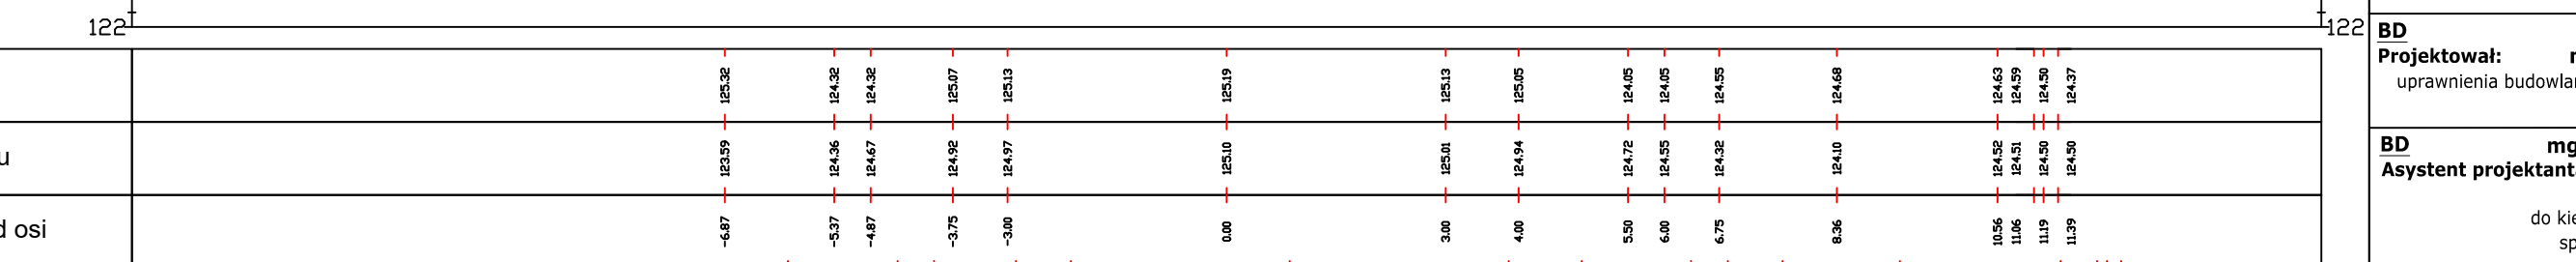 122
122
125.32 124.32 124.32 125.07 125.13 125.19 125.13 125.05 124.05 124.05 124.55 124.68 124.63 124.59 124.50 124.37
u 123.59 124.36 124.67 124.92 124.97 125.10 125.01 124.94 124.72 124.55 124.32 124.10 124.52 124.51 124.50 124.50
d osi -6.87 -5.37 -4.87 -3.75 -3.00 0.00 3.00 4.00 5.50 6.00 6.75 8.36 10.56 11.06 11.19 11.39
BD
Projektował:
uprawnienia budowla
BD mg
Asystent projektant
do kie
sp